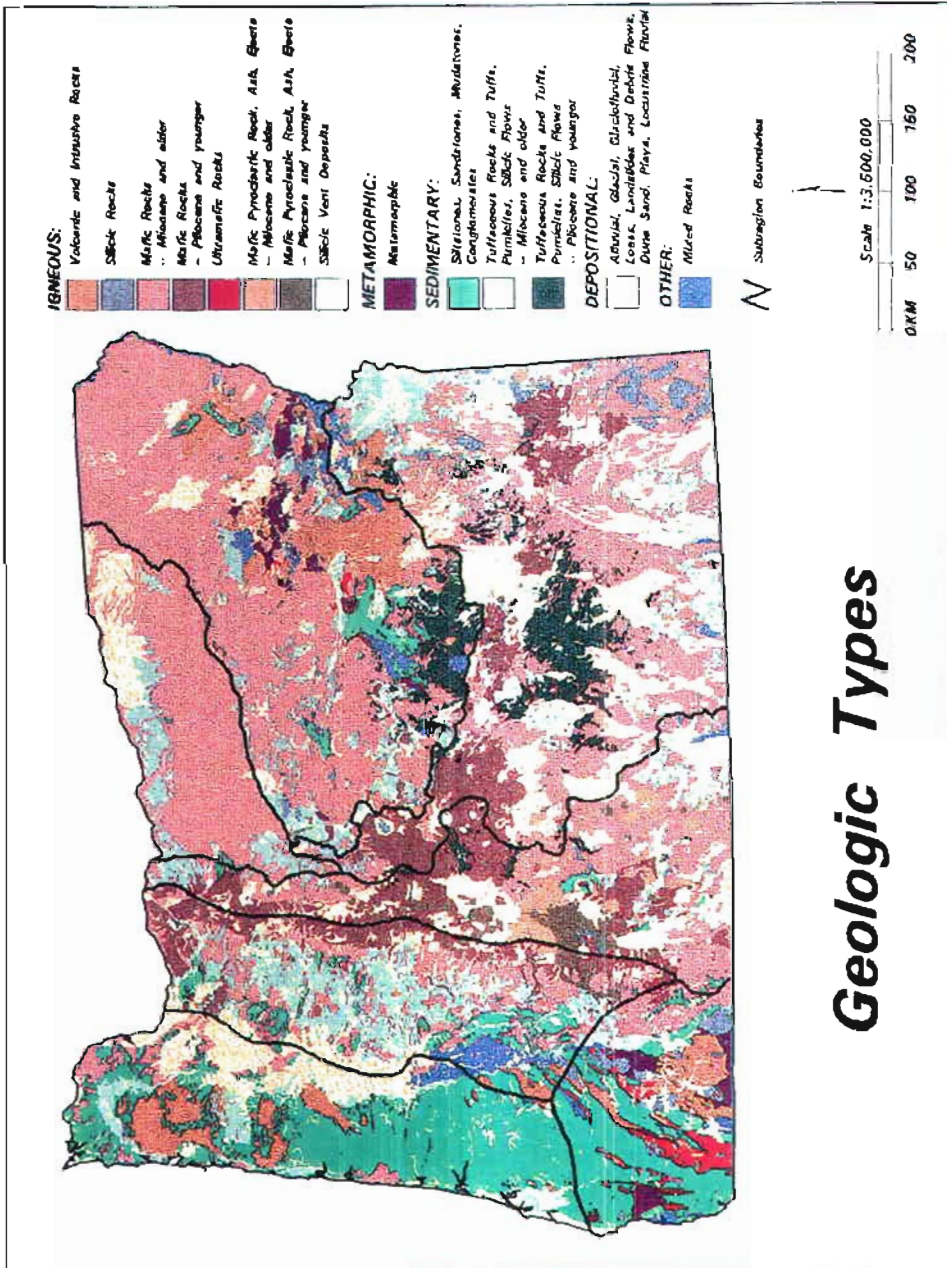 IGNEOUS:
Volcanic and Intrusive Rocks
Silicic Rocks
Mafic Rocks
- Miocene and older
Mafic Rocks
- Pliocene and younger
Ultramafic Rocks
Mafic Pyroclastic Rock, Ash, Ejecta
- Miocene and older
Mafic Pyroclastic Rock, Ash, Ejecta
- Pliocene and younger
Silicic Vent Deposits
METAMORPHIC:
Metamorphic
SEDIMENTARY:
Siltstones, Sandstones, Mudstones,
Conglomerates
Tuffaceous Rocks and Tuffs,
Pumicites, Silicic Flows
- Miocene and older
Tuffaceous Rocks and Tuffs,
Pumicites, Silicic Flows
- Pliocene and younger
DEPOSITIONAL:
Alluvial, Glacial, Glaciofluvial,
Loess, Landslides and Debris Flows,
Dune Sand, Playa, Lacustrine Fluvial
OTHER:
Mixed Rocks
Subregion Boundaries
Scale 1:3,600,000
0KM 50 100 150 200
Geologic Types